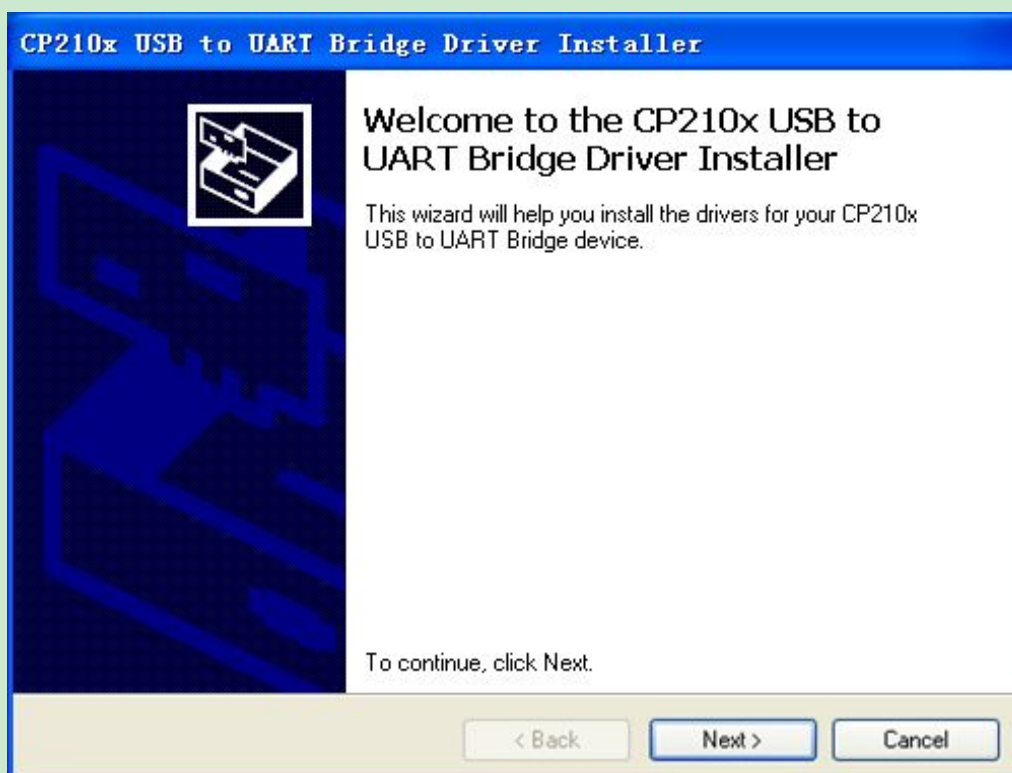 CP210x USB to UART Bridge Driver Installer
Welcome to the CP210x USB to
UART Bridge Driver Installer
This wizard will help you install the drivers for your CP210x
USB to UART Bridge device.
To continue, click Next.
< Back
Next >
Cancel